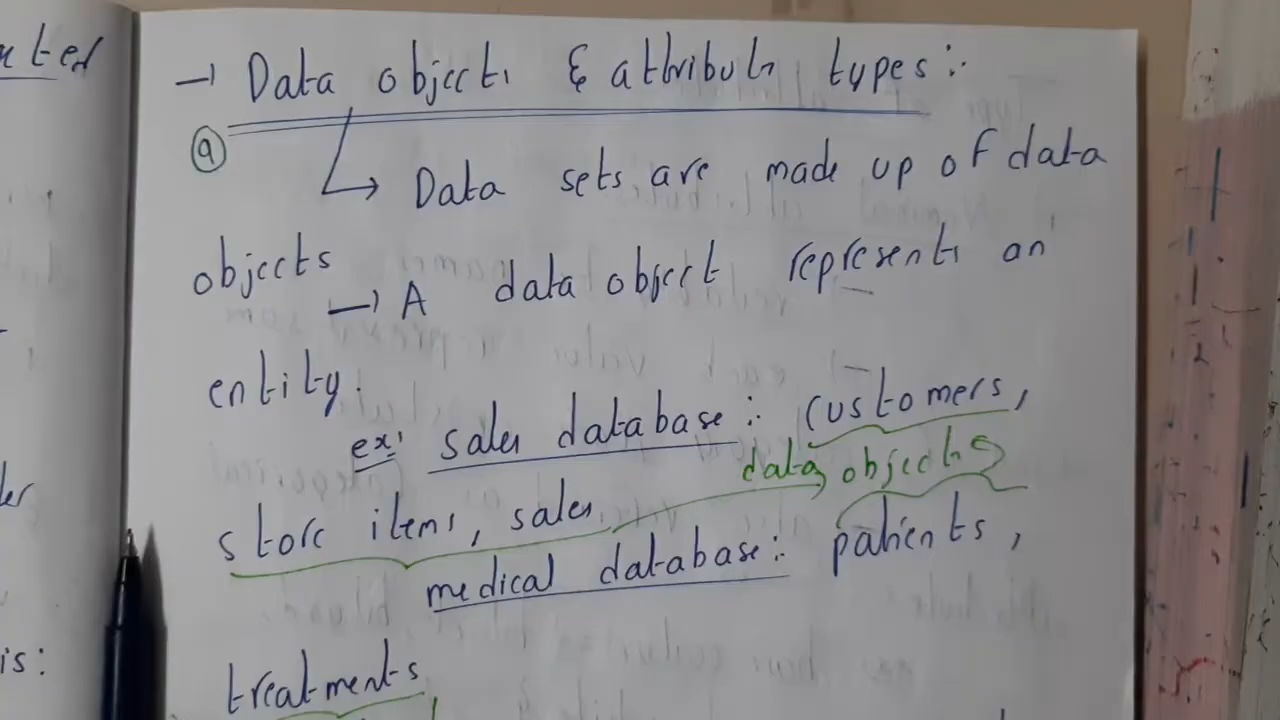 → Data objects & attribute types:
ⓐ
↳ Data sets are made up of data
objects
→ A data object represents an
entity.
ex: sales database: customers,
data objects
store items, sales
medical database: patients,
treatments
is: